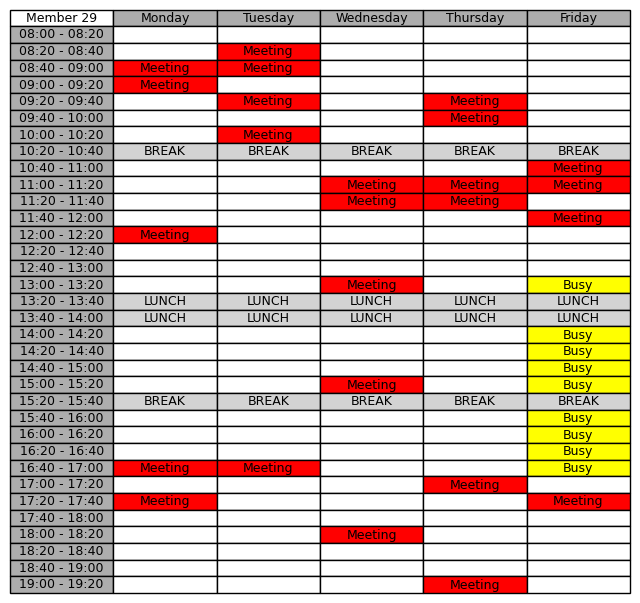 Member 29 Monday Tuesday Wednesday Thursday Friday
08:00 - 08:20
08:20 - 08:40 Meeting
08:40 - 09:00 Meeting Meeting
09:00 - 09:20 Meeting
09:20 - 09:40 Meeting Meeting
09:40 - 10:00 Meeting
10:00 - 10:20 Meeting
10:20 - 10:40 BREAK BREAK BREAK BREAK BREAK
10:40 - 11:00 Meeting
11:00 - 11:20 Meeting Meeting Meeting
11:20 - 11:40 Meeting Meeting
11:40 - 12:00 Meeting
12:00 - 12:20 Meeting
12:20 - 12:40
12:40 - 13:00
13:00 - 13:20 Meeting Busy
13:20 - 13:40 LUNCH LUNCH LUNCH LUNCH LUNCH
13:40 - 14:00 LUNCH LUNCH LUNCH LUNCH LUNCH
14:00 - 14:20 Busy
14:20 - 14:40 Busy
14:40 - 15:00 Busy
15:00 - 15:20 Meeting Busy
15:20 - 15:40 BREAK BREAK BREAK BREAK BREAK
15:40 - 16:00 Busy
16:00 - 16:20 Busy
16:20 - 16:40 Busy
16:40 - 17:00 Meeting Meeting Busy
17:00 - 17:20 Meeting
17:20 - 17:40 Meeting Meeting
17:40 - 18:00
18:00 - 18:20 Meeting
18:20 - 18:40
18:40 - 19:00
19:00 - 19:20 Meeting